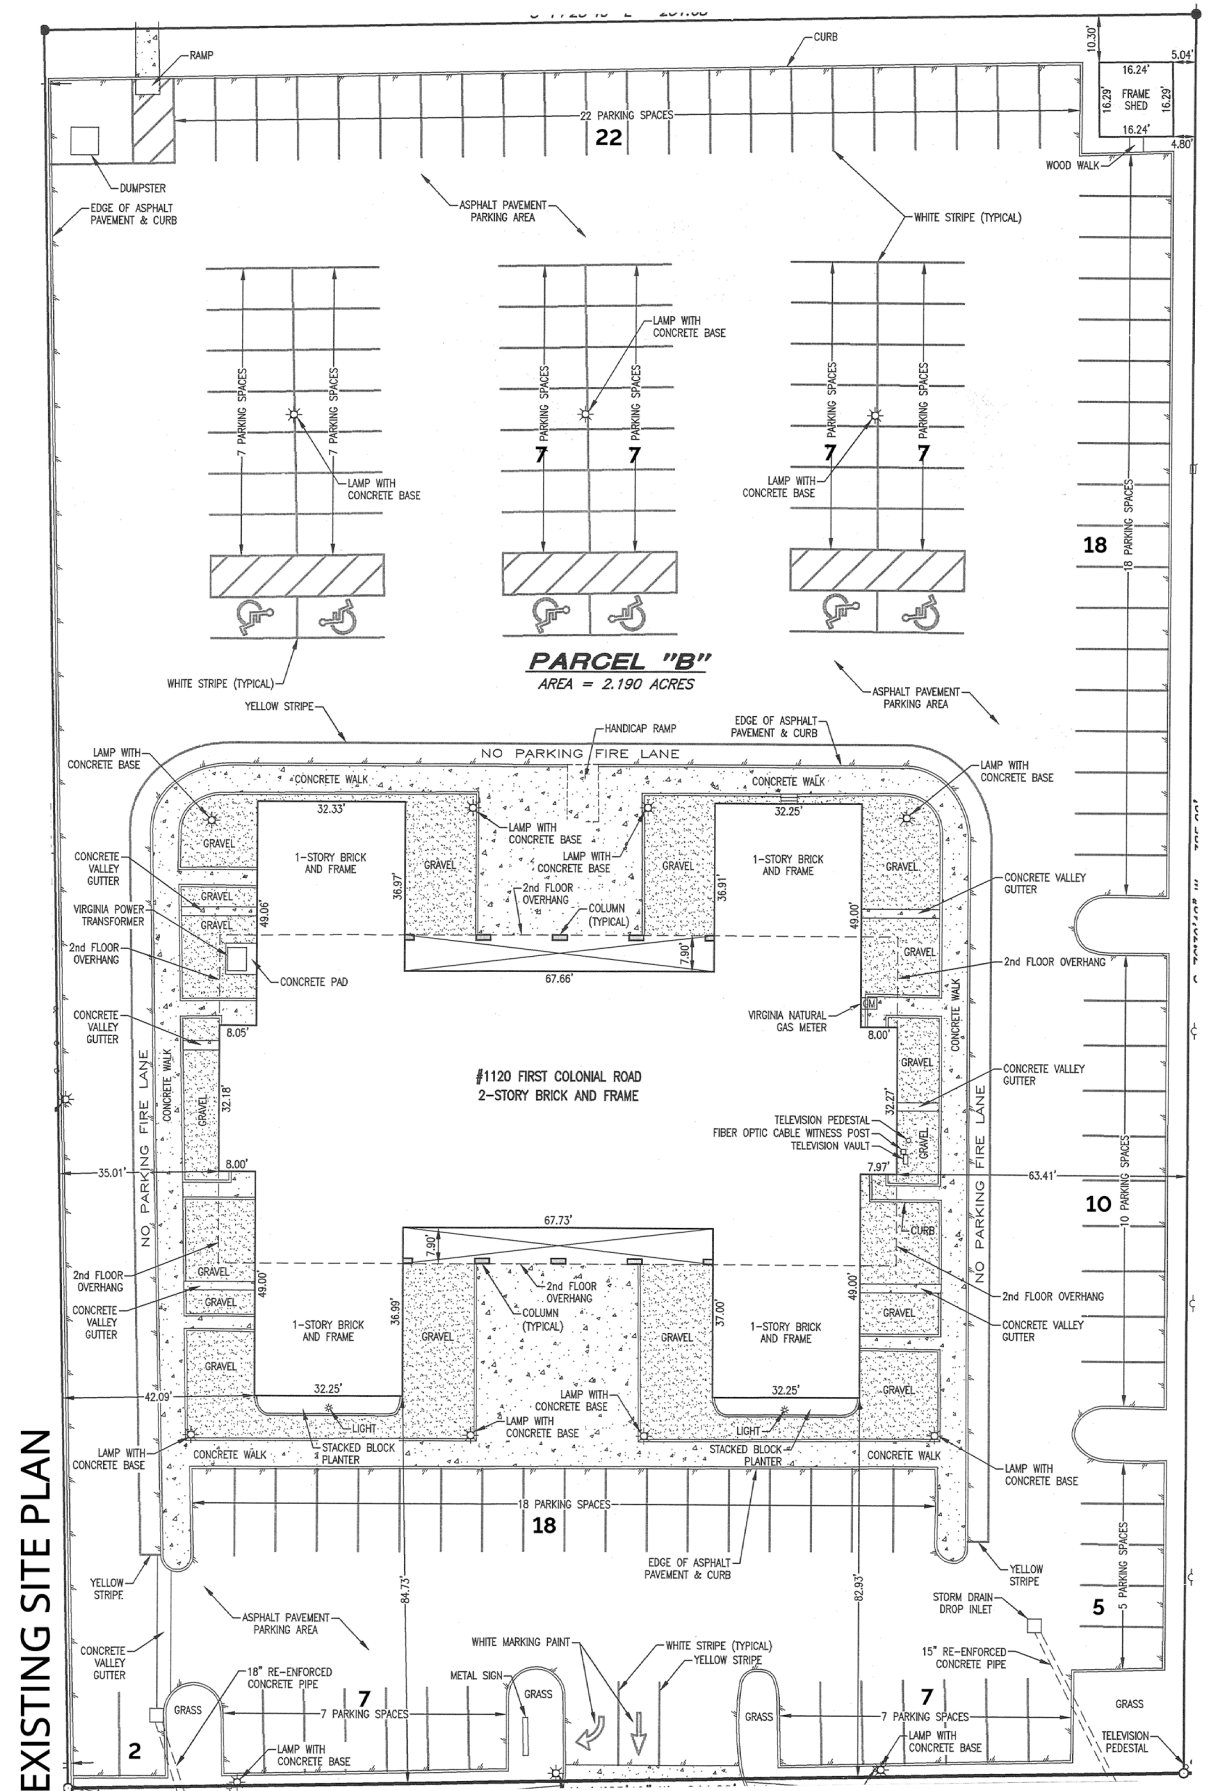 CURB
RAMP
10.30'
5.04'
16.24'
16.29'
FRAME
SHED
16.29'
16.24'
4.80'
22 PARKING SPACES
22
WOOD WALK
DUMPSTER
EDGE OF ASPHALT
PAVEMENT & CURB
ASPHALT PAVEMENT
PARKING AREA
WHITE STRIPE (TYPICAL)
LAMP WITH
CONCRETE BASE
7 PARKING SPACES
7 PARKING SPACES
7 PARKING SPACES
7 PARKING SPACES
7 PARKING SPACES
7 PARKING SPACES
7
7
7
7
LAMP WITH
CONCRETE BASE
LAMP WITH
CONCRETE BASE
18 PARKING SPACES
18
PARCEL "B"
AREA = 2.190 ACRES
WHITE STRIPE (TYPICAL)
YELLOW STRIPE
ASPHALT PAVEMENT
PARKING AREA
HANDICAP RAMP
EDGE OF ASPHALT
PAVEMENT & CURB
LAMP WITH
CONCRETE BASE
NO PARKING FIRE LANE
LAMP WITH
CONCRETE BASE
CONCRETE WALK
CONCRETE WALK
32.33'
32.25'
GRAVEL
LAMP WITH
CONCRETE BASE
GRAVEL
CONCRETE
VALLEY
GUTTER
1-STORY BRICK
AND FRAME
GRAVEL
LAMP WITH
CONCRETE BASE
GRAVEL
1-STORY BRICK
AND FRAME
CONCRETE VALLEY
GUTTER
36.97'
36.91'
2nd FLOOR
OVERHANG
GRAVEL
VIRGINIA POWER
TRANSFORMER
49.06'
COLUMN
(TYPICAL)
49.00'
GRAVEL
2nd FLOOR
OVERHANG
7.90'
GRAVEL
2nd FLOOR OVERHANG
CONCRETE PAD
67.66'
CONCRETE
VALLEY
GUTTER
8.05'
VIRGINIA NATURAL
GAS METER
GM
8.00'
CONCRETE WALK
CONCRETE WALK
GRAVEL
CONCRETE VALLEY
GUTTER
#1120 FIRST COLONIAL ROAD
2-STORY BRICK AND FRAME
NO PARKING FIRE LANE
GRAVEL
32.18'
32.27'
TELEVISION PEDESTAL
FIBER OPTIC CABLE WITNESS POST
TELEVISION VAULT
GRAVEL
NO PARKING FIRE LANE
35.01'
8.00'
7.97'
63.41'
10 PARKING SPACES
10
67.73'
7.90'
CURB
2nd FLOOR
OVERHANG
GRAVEL
49.00'
2nd FLOOR
OVERHANG
49.00'
2nd FLOOR OVERHANG
CONCRETE
VALLEY
GUTTER
GRAVEL
1-STORY BRICK
AND FRAME
36.99'
GRAVEL
COLUMN
(TYPICAL)
GRAVEL
37.00'
1-STORY BRICK
AND FRAME
GRAVEL
CONCRETE VALLEY
GUTTER
GRAVEL
42.09'
32.25'
LAMP WITH
CONCRETE BASE
32.25'
GRAVEL
LIGHT
LAMP WITH
CONCRETE BASE
LIGHT
LAMP WITH
CONCRETE BASE
CONCRETE WALK
STACKED BLOCK
PLANTER
STACKED BLOCK
PLANTER
CONCRETE WALK
LAMP WITH
CONCRETE BASE
18 PARKING SPACES
18
EDGE OF ASPHALT
PAVEMENT & CURB
YELLOW
STRIPE
YELLOW
STRIPE
5 PARKING SPACES
5
84.73'
82.93'
ASPHALT PAVEMENT
PARKING AREA
STORM DRAIN
DROP INLET
CONCRETE
VALLEY
GUTTER
WHITE MARKING PAINT
WHITE STRIPE (TYPICAL)
YELLOW STRIPE
15" RE-ENFORCED
CONCRETE PIPE
18" RE-ENFORCED
CONCRETE PIPE
METAL SIGN
GRASS
7
7 PARKING SPACES
GRASS
GRASS
7
7 PARKING SPACES
GRASS
2
LAMP WITH
CONCRETE BASE
LAMP WITH
CONCRETE BASE
TELEVISION
PEDESTAL
EXISTING SITE PLAN